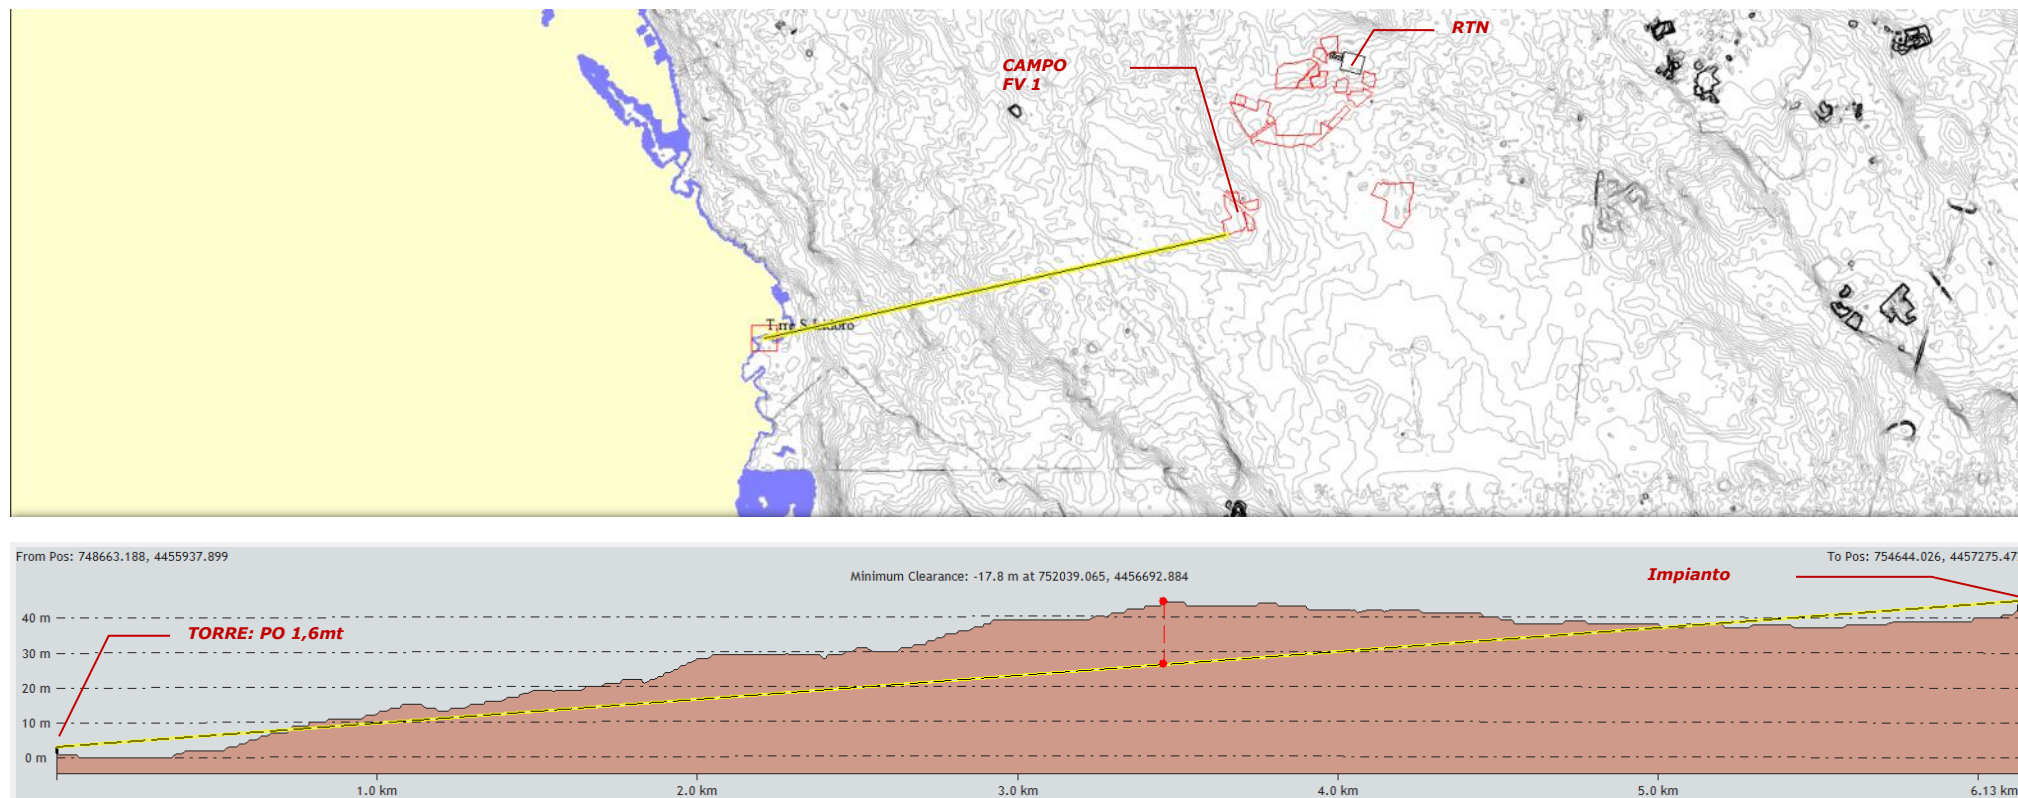 RTN
CAMPO
FV 1
From Pos: 748663.188, 4455937.899
To Pos: 754644.026, 4457275.47
Minimum Clearance: -17.8 m at 752039.065, 4456692.884
Impianto
TORRE: PO 1,6mt
40 m
30 m
20 m
10 m
0 m
1.0 km
2.0 km
3.0 km
4.0 km
5.0 km
6.13 km